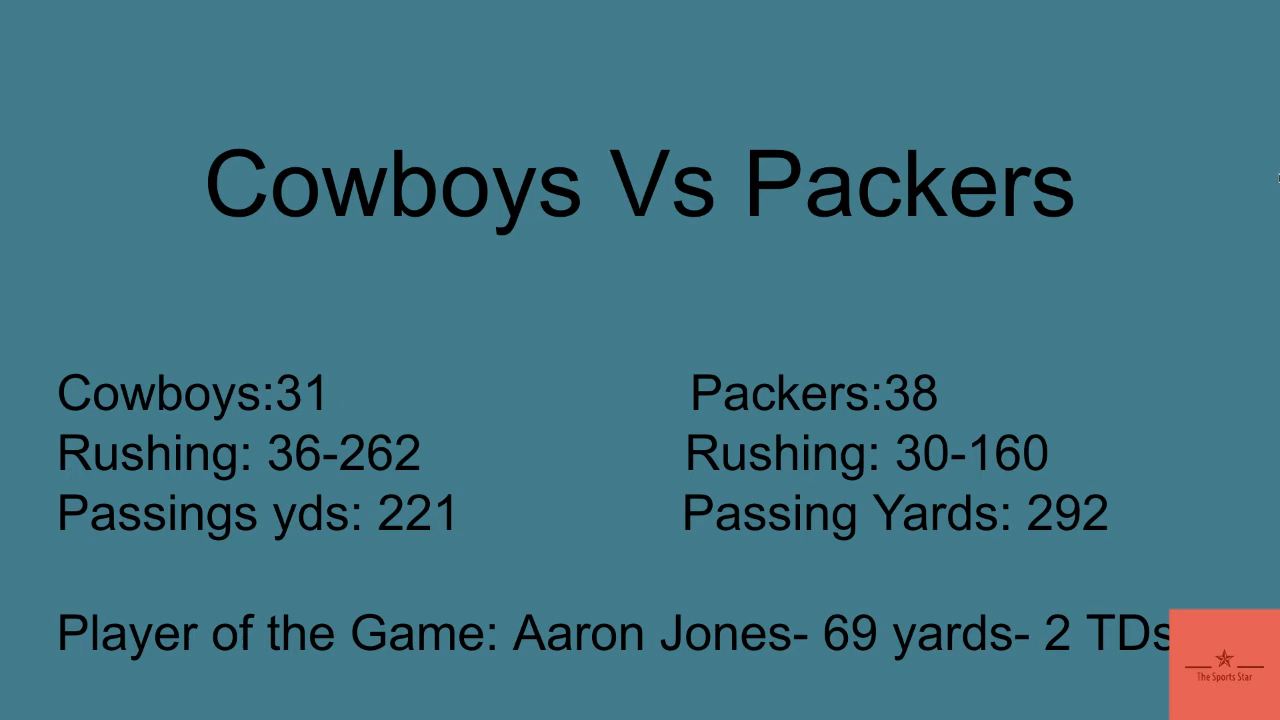 Cowboys Vs Packers
Cowboys:31
Rushing: 36-262
Passings yds: 221
Packers:38
Rushing: 30-160
Passing Yards: 292
Player of the Game: Aaron Jones- 69 yards- 2 TDs
The Sports Star